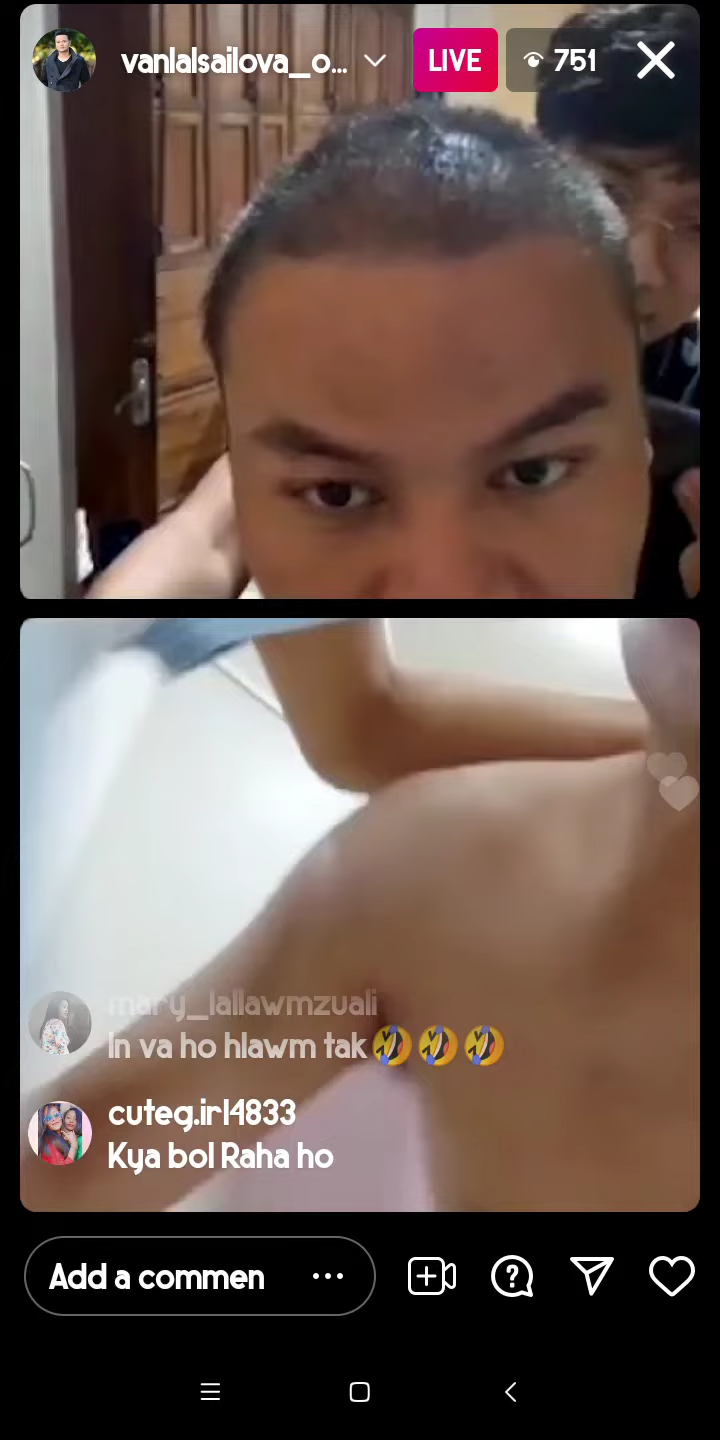 vanlalsailova_o...
LIVE
751
mary_lallawmzuali
In va ho hlawm tak🤣🤣🤣
cuteg.irl4833
Kya bol Raha ho
Add a commen